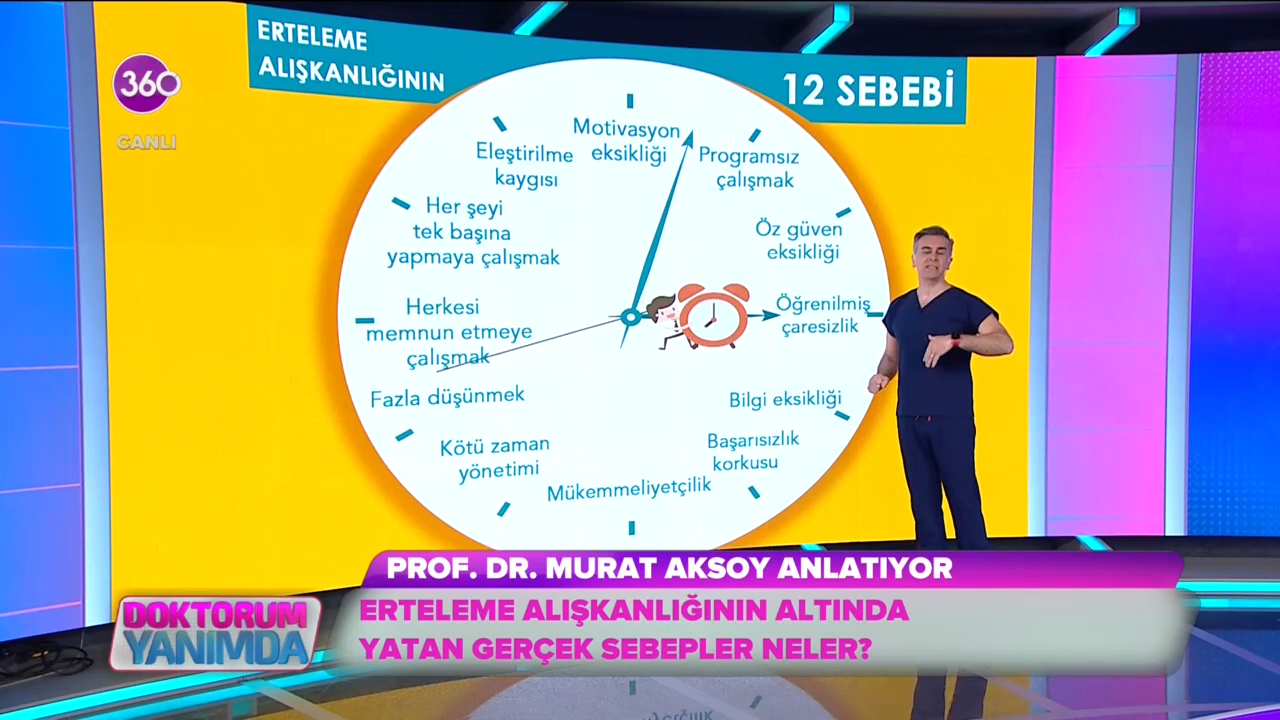 ERTELEME
ALIŞKANLIĞININ
12 SEBEBİ
360
CANLI
Motivasyon
eksikliği
Programsız
çalışmak
Öz güven
eksikliği
Öğrenilmiş
çaresizlik
Bilgi eksikliği
Başarısızlık
korkusu
Mükemmeliyetçilik
Kötü zaman
yönetimi
Fazla düşünmek
Herkesi
memnun etmeye
çalışmak
Her şeyi
tek başına
yapmaya çalışmak
Eleştirilme
kaygısı
PROF. DR. MURAT AKSOY ANLATIYOR
DOKTORUM
YANIMDA
ERTELEME ALIŞKANLIĞININ ALTINDA
YATAN GERÇEK SEBEPLER NELER?